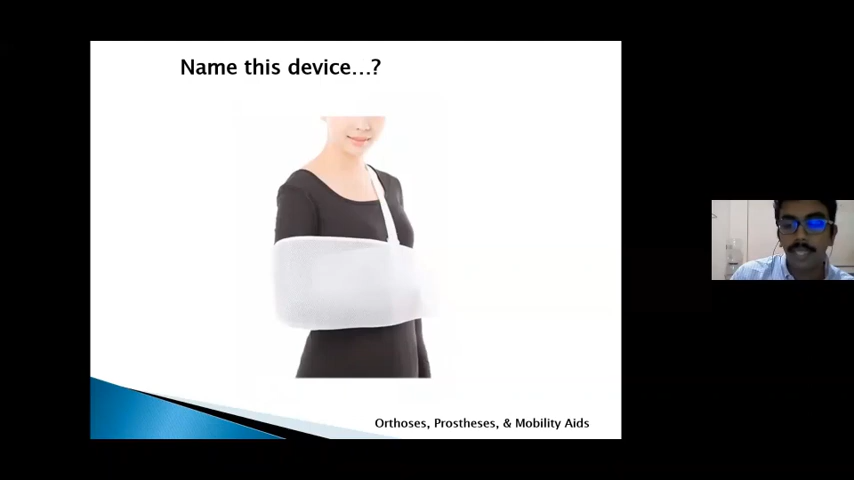 Name this device...?
Orthoses, Prostheses, & Mobility Aids